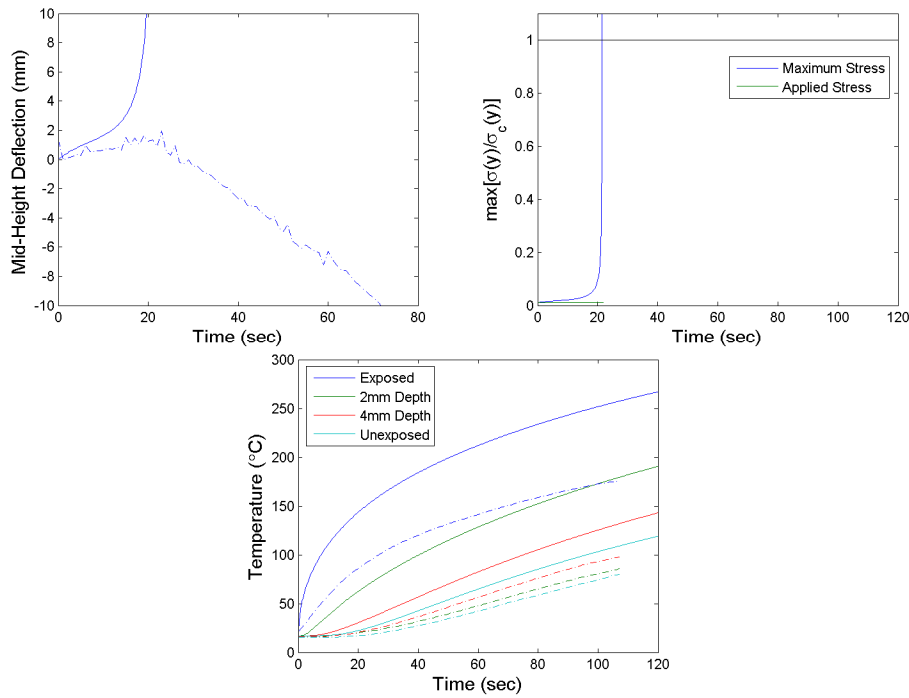 Mid-Height Deflection (mm)
10
8
6
4
2
0
-2
-4
-6
-8
-10
0 20 40 60 80
Time (sec)
max[σ(y)/σc(y)]
1
0.8
0.6
0.4
0.2
0
Maximum Stress
Applied Stress
0 20 40 60 80 100 120
Time (sec)
Temperature (°C)
300
250
200
150
100
50
0
Exposed
2mm Depth
4mm Depth
Unexposed
0 20 40 60 80 100 120
Time (sec)